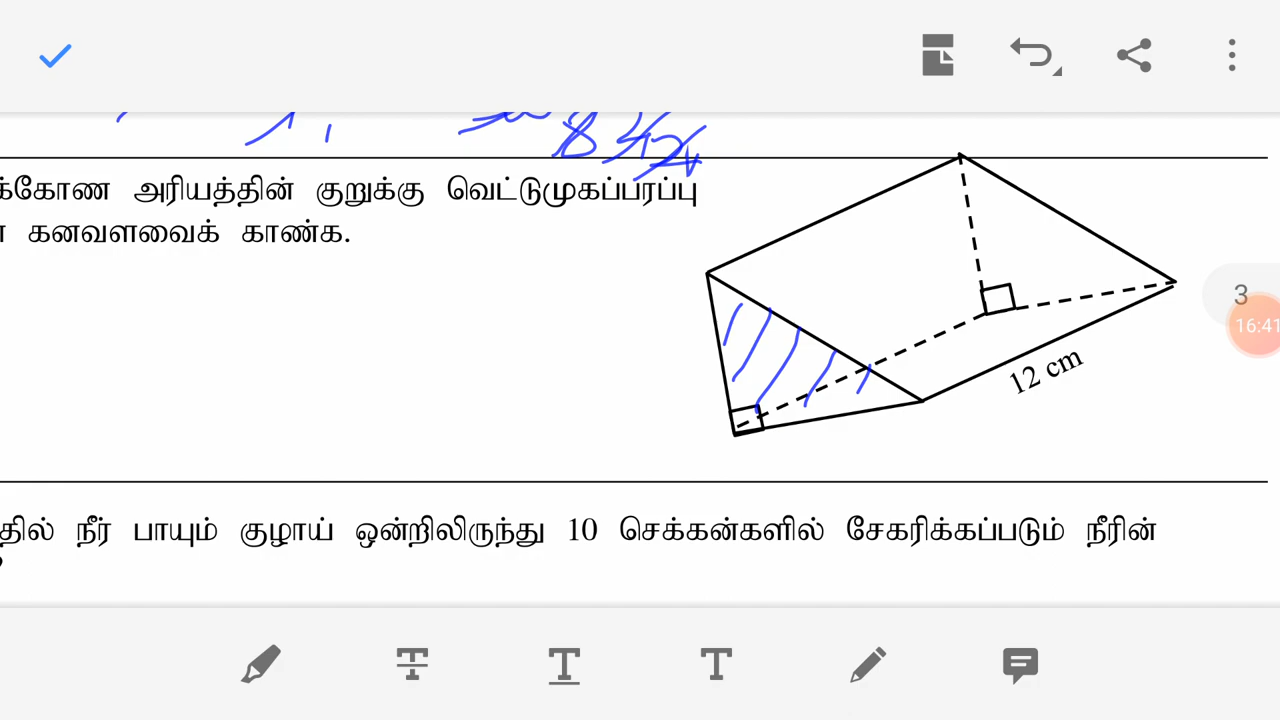 க்கோண அரியத்தின் குறுக்கு வெட்டுமுகப்பரப்பு
கனவளவைக் காண்க.
12 cm
3
16:41
தில் நீர் பாயும் குழாய் ஒன்றிலிருந்து 10 செக்கன்களில் சேகரிக்கப்படும் நீரின்
T
T
T